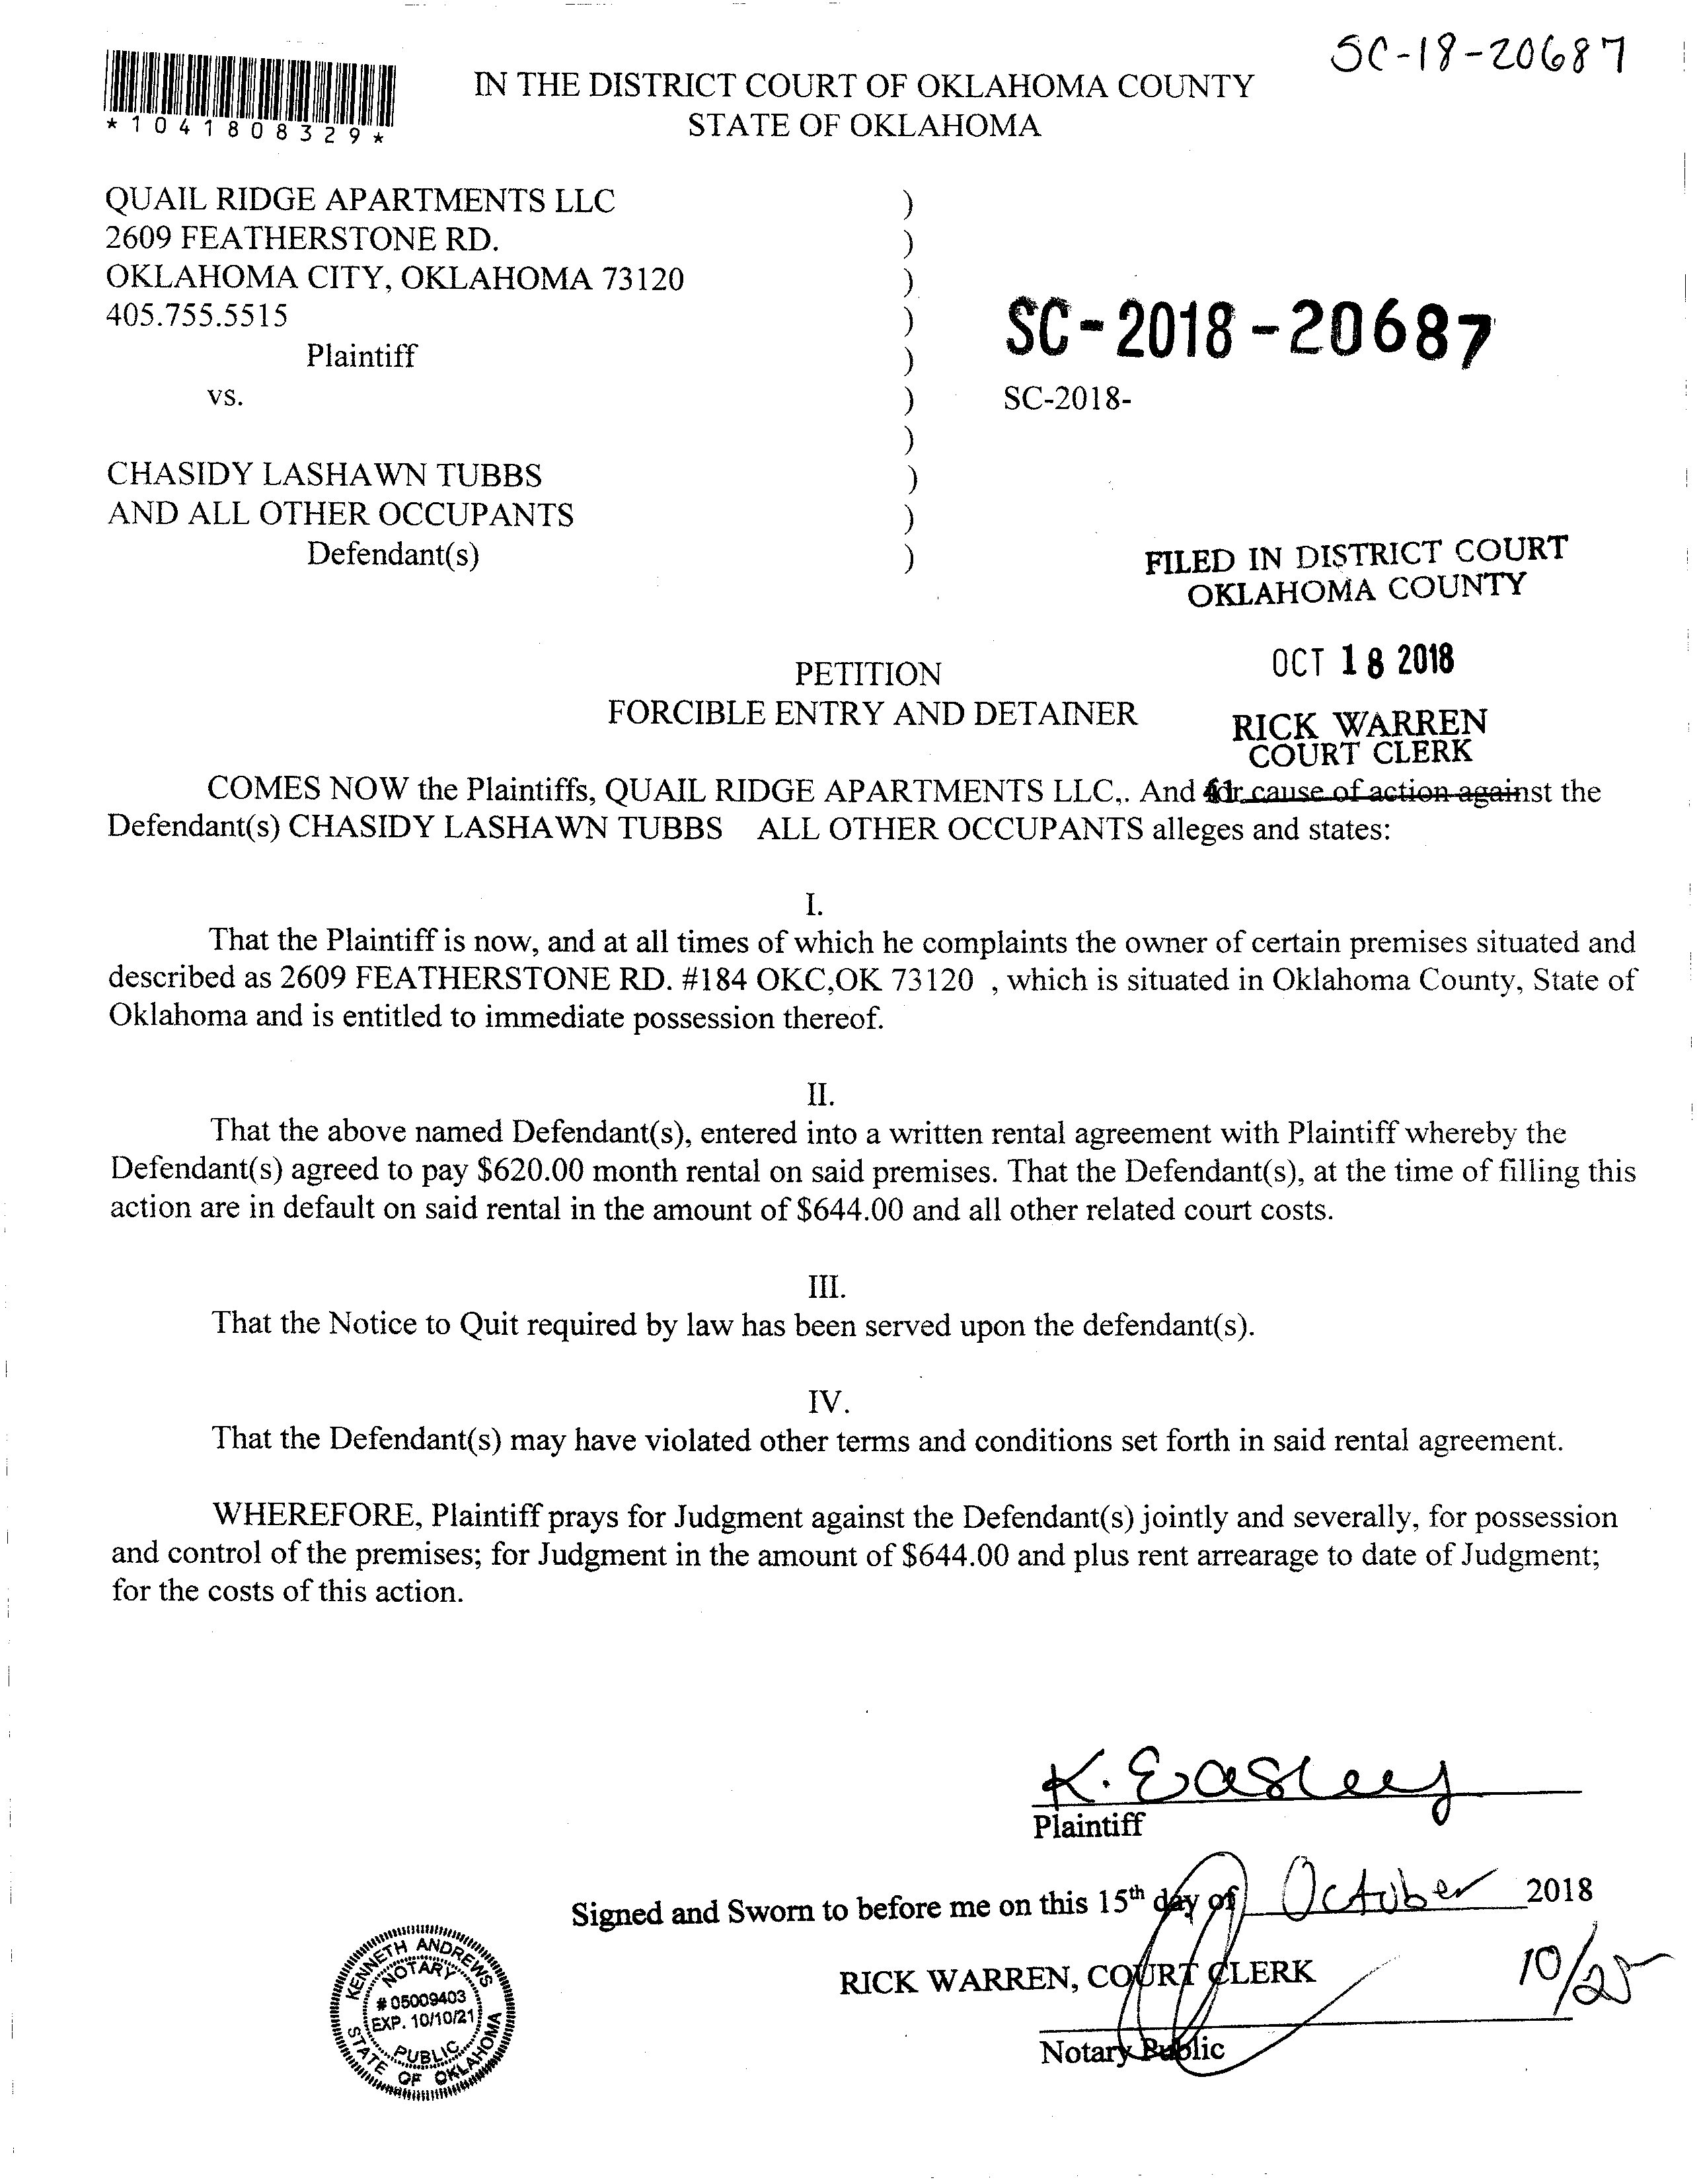 SC-18-20687
*1041808329*
IN THE DISTRICT COURT OF OKLAHOMA COUNTY
STATE OF OKLAHOMA
QUAIL RIDGE APARTMENTS LLC )
2609 FEATHERSTONE RD. )
OKLAHOMA CITY, OKLAHOMA 73120 )
405.755.5515 )
SC-2018-20687
Plaintiff )
vs. ) SC-2018-
)
CHASIDY LASHAWN TUBBS )
AND ALL OTHER OCCUPANTS )
Defendant(s) )
FILED IN DISTRICT COURT
OKLAHOMA COUNTY
OCT 18 2018
RICK WARREN
COURT CLERK
PETITION
FORCIBLE ENTRY AND DETAINER
COMES NOW the Plaintiffs, QUAIL RIDGE APARTMENTS LLC,. And for cause of action against the
Defendant(s) CHASIDY LASHAWN TUBBS ALL OTHER OCCUPANTS alleges and states:
I.
That the Plaintiff is now, and at all times of which he complaints the owner of certain premises situated and
described as 2609 FEATHERSTONE RD. #184 OKC,OK 73120 , which is situated in Oklahoma County, State of
Oklahoma and is entitled to immediate possession thereof.
II.
That the above named Defendant(s), entered into a written rental agreement with Plaintiff whereby the
Defendant(s) agreed to pay $620.00 month rental on said premises. That the Defendant(s), at the time of filling this
action are in default on said rental in the amount of $644.00 and all other related court costs.
III.
That the Notice to Quit required by law has been served upon the defendant(s).
IV.
That the Defendant(s) may have violated other terms and conditions set forth in said rental agreement.
WHEREFORE, Plaintiff prays for Judgment against the Defendant(s) jointly and severally, for possession
and control of the premises; for Judgment in the amount of $644.00 and plus rent arrearage to date of Judgment;
for the costs of this action.
K. Easley
Plaintiff
Signed and Sworn to before me on this 15th day of October 2018
RICK WARREN, COURT CLERK
10/25
Notary Public
KENNETH ANDREWS
NOTARY
# 05009403
EXP. 10/10/21
PUBLIC
STATE OF OKLAHOMA